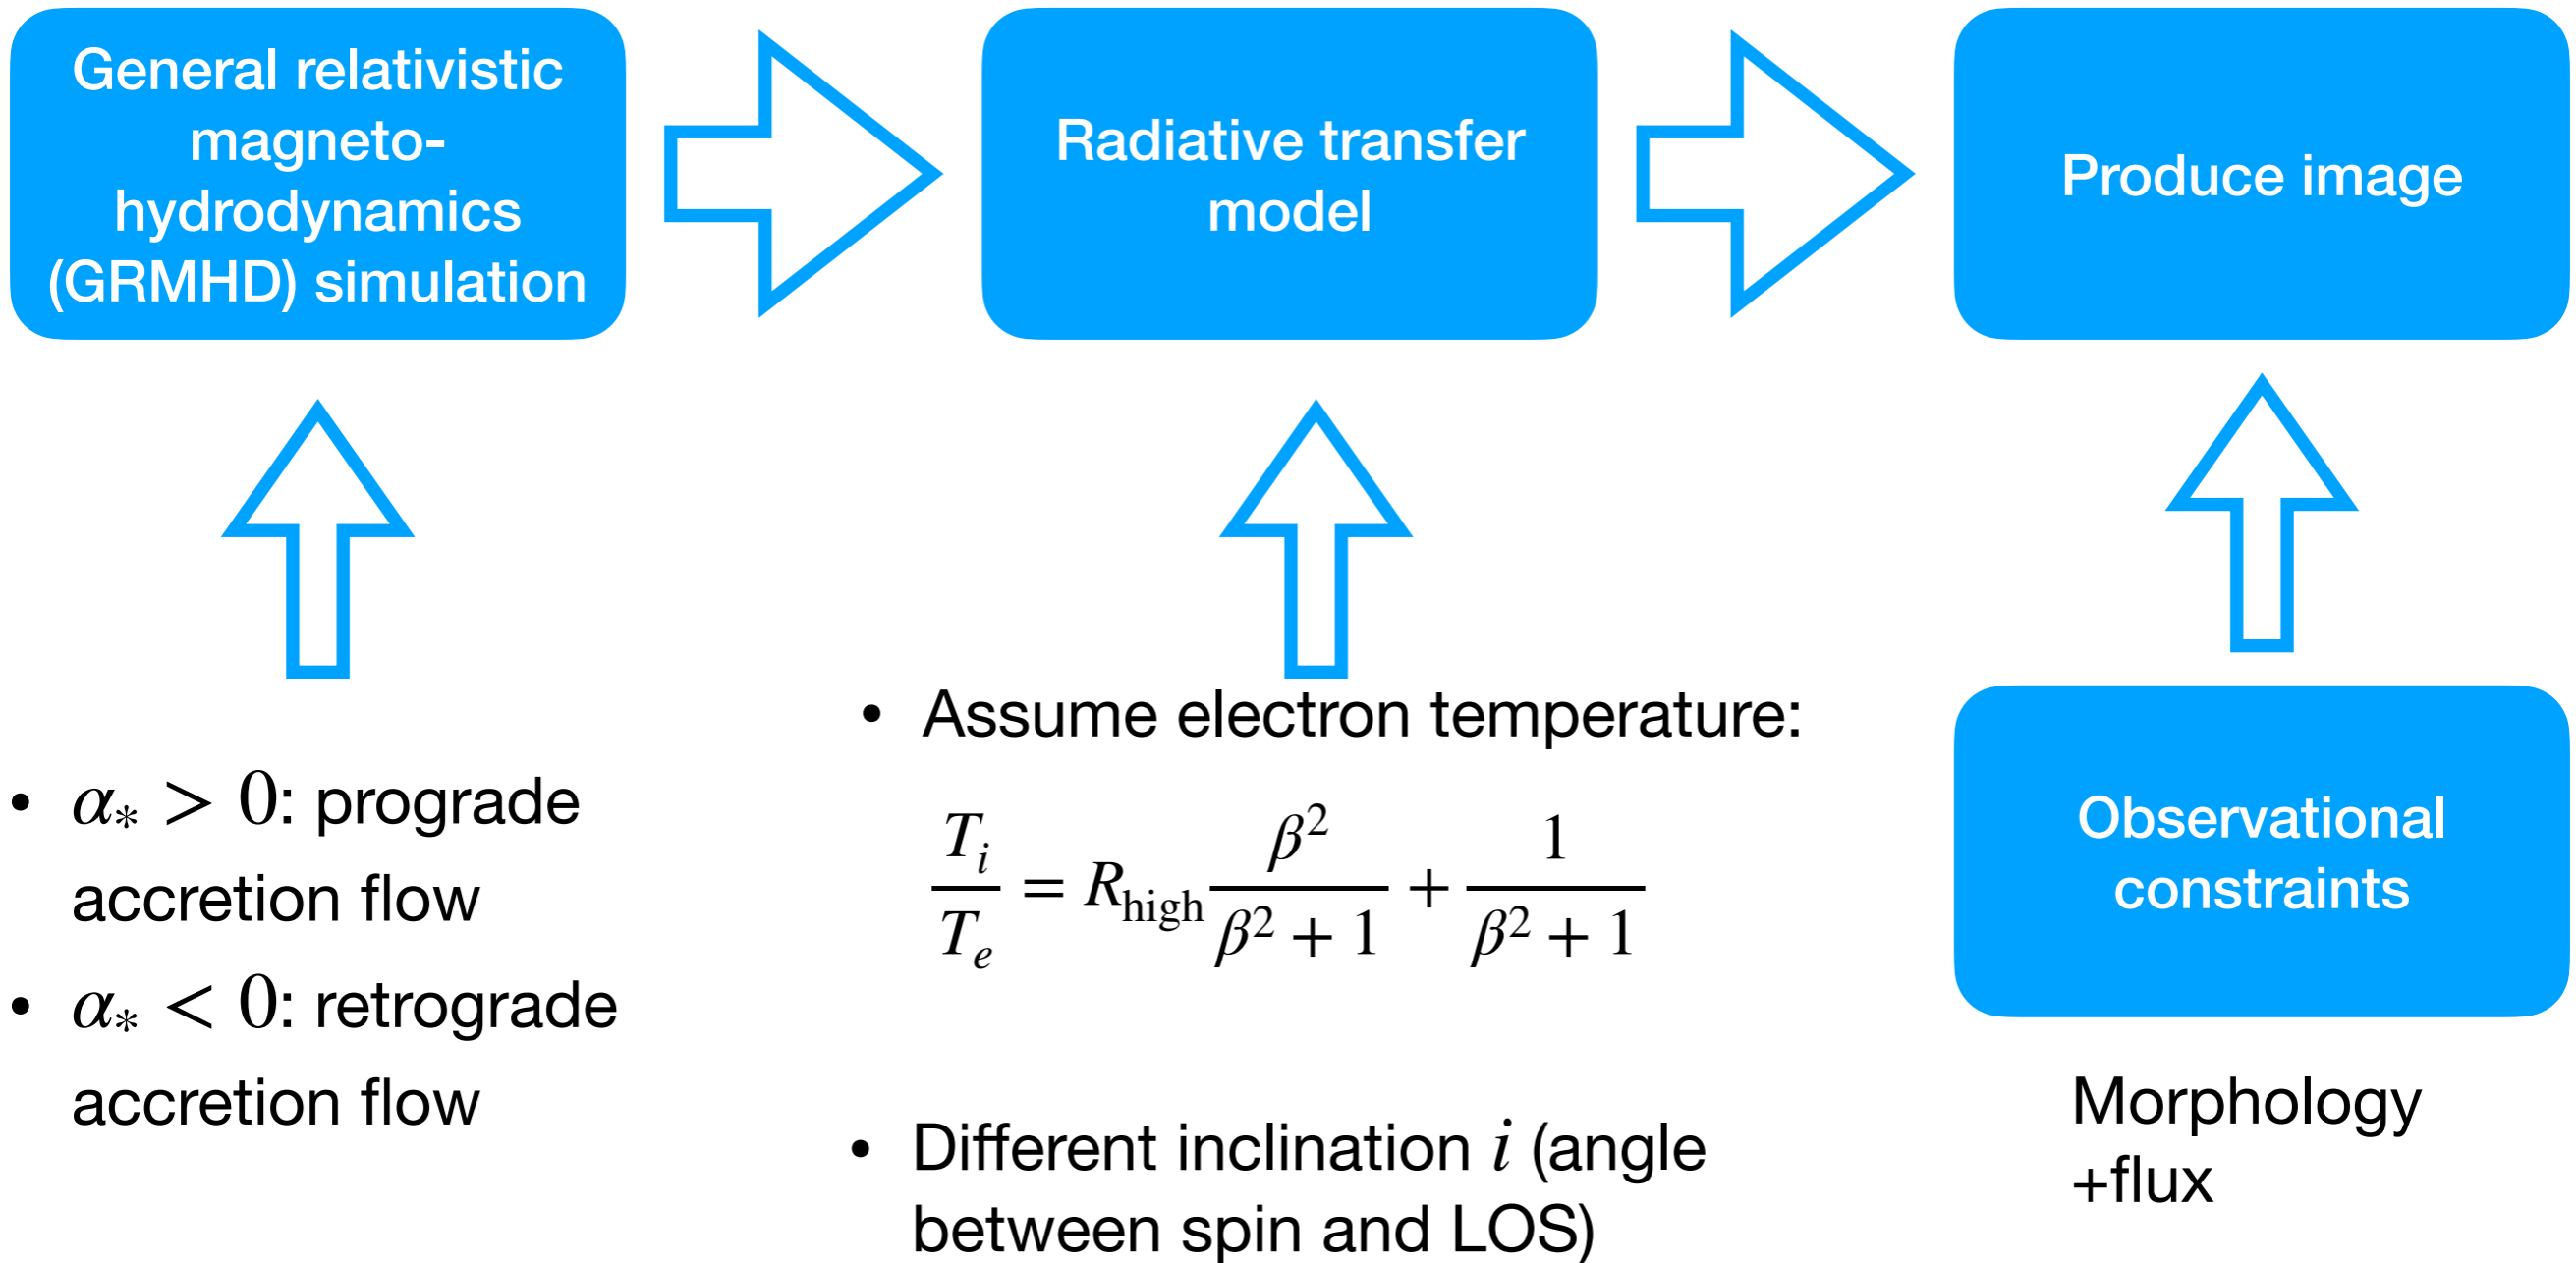 General relativistic
magneto-
hydrodynamics
(GRMHD) simulation
Radiative transfer
model
Produce image
• α* > 0: prograde
accretion flow
• α* < 0: retrograde
accretion flow
• Assume electron temperature:
T_i/T_e = R_high β²/(β² + 1) + 1/(β² + 1)
• Different inclination i (angle
between spin and LOS)
Observational
constraints
Morphology
+flux